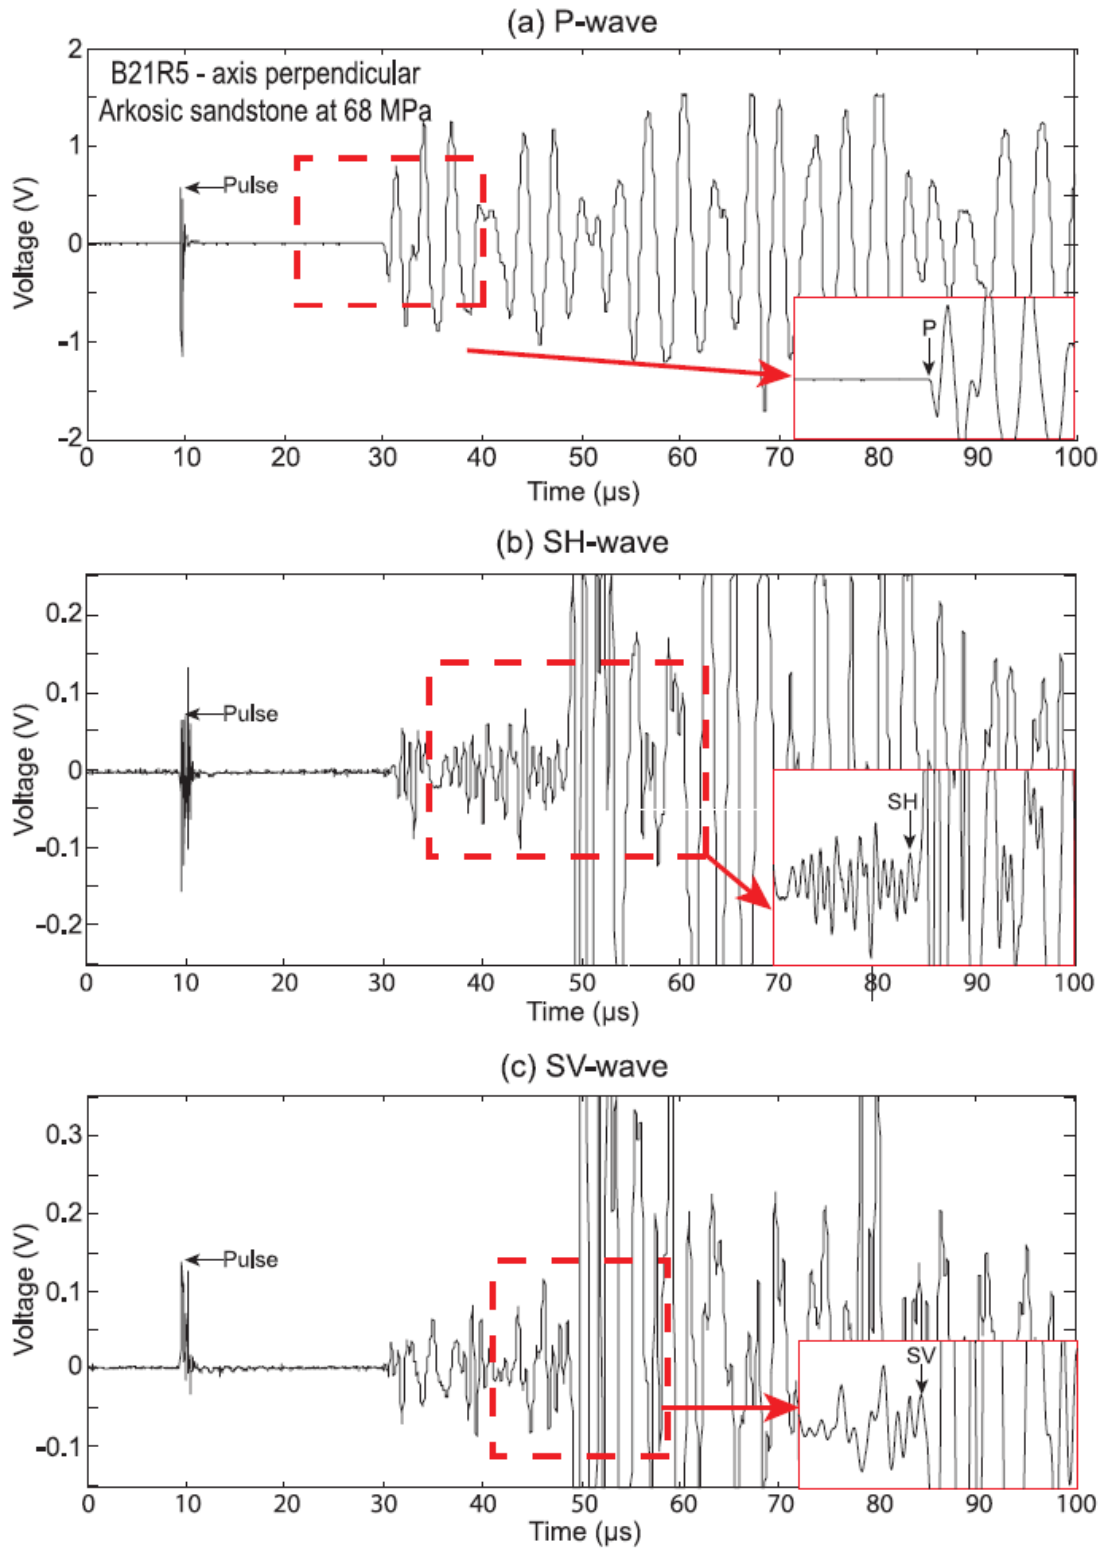 (a) P-wave
2
B21R5 - axis perpendicular
Arkosic sandstone at 68 MPa
1
Pulse
0
P
-1
-2
Voltage (V)
0 10 20 30 40 50 60 70 80 90 100
Time (µs)
(b) SH-wave
0.2
0.1
Pulse
0
SH
-0.1
-0.2
Voltage (V)
0 10 20 30 40 50 60 70 80 90 100
Time (µs)
(c) SV-wave
0.3
0.2
Pulse
0.1
SV
0
-0.1
Voltage (V)
0 10 20 30 40 50 60 70 80 90 100
Time (µs)